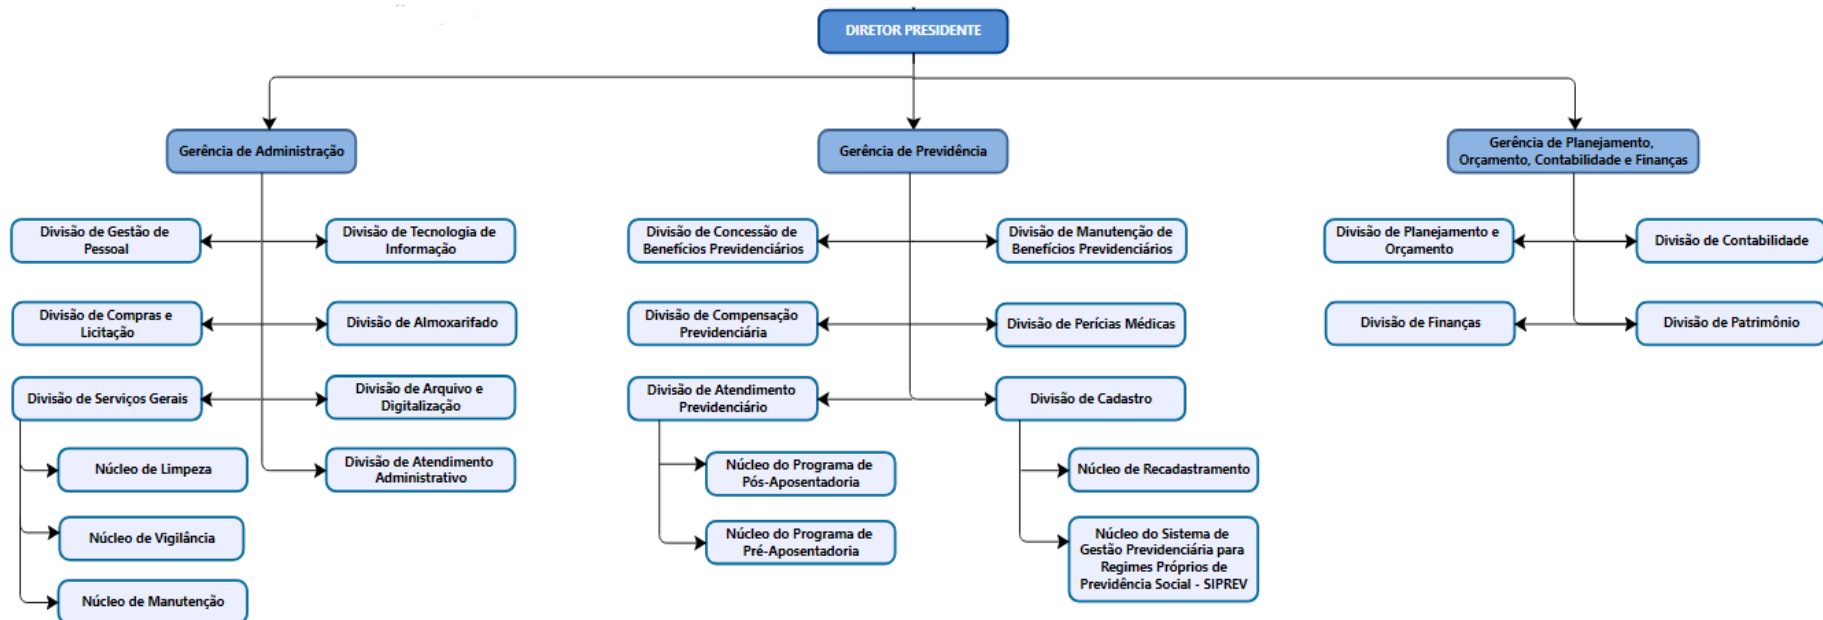 DIRETOR PRESIDENTE
Gerência de Administração
Gerência de Previdência
Gerência de Planejamento,
Orçamento, Contabilidade e Finanças
Divisão de Gestão de
Pessoal
Divisão de Tecnologia de
Informação
Divisão de Concessão de
Benefícios Previdenciários
Divisão de Manutenção de
Benefícios Previdenciários
Divisão de Planejamento e
Orçamento
Divisão de Contabilidade
Divisão de Compras e
Licitação
Divisão de Almoxarifado
Divisão de Compensação
Previdenciária
Divisão de Perícias Médicas
Divisão de Finanças
Divisão de Patrimônio
Divisão de Serviços Gerais
Divisão de Arquivo e
Digitalização
Divisão de Atendimento
Previdenciário
Divisão de Cadastro
Núcleo de Limpeza
Divisão de Atendimento
Administrativo
Núcleo do Programa de
Pós-Aposentadoria
Núcleo de Recadastramento
Núcleo de Vigilância
Núcleo do Programa de
Pré-Aposentadoria
Núcleo do Sistema de
Gestão Previdenciária para
Regimes Próprios de
Previdência Social - SIPREV
Núcleo de Manutenção